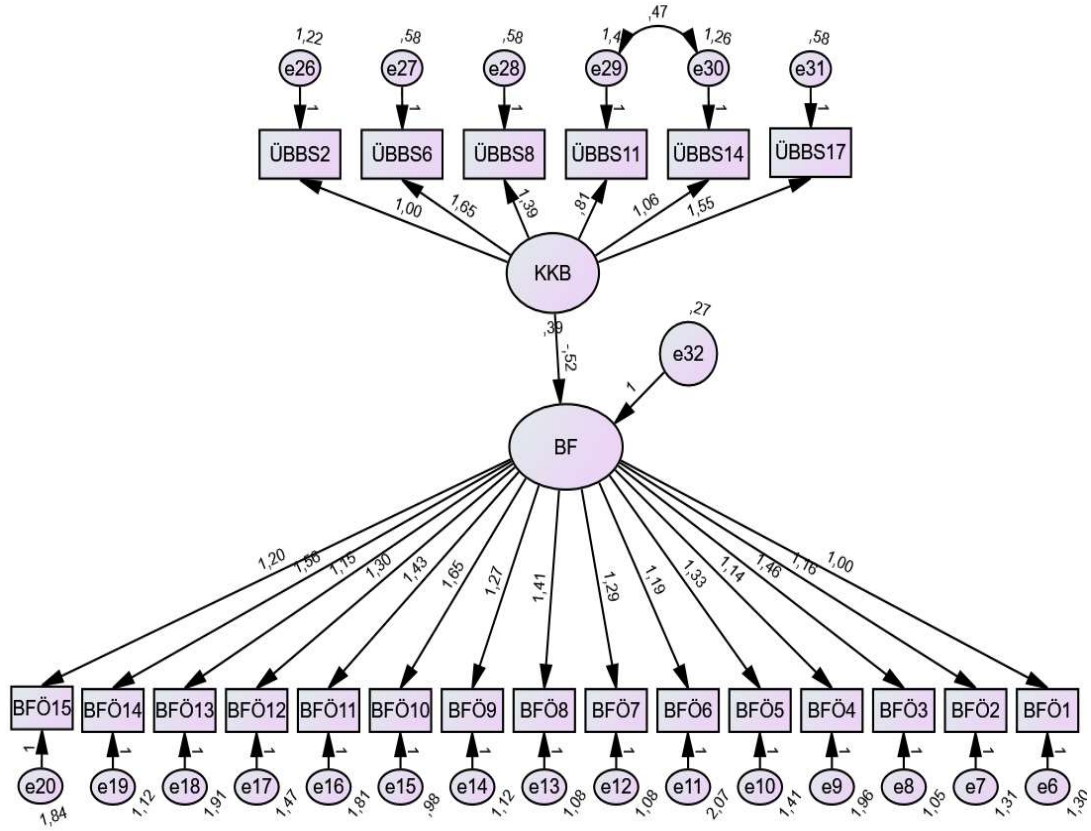 ,47
1,22 ,58 ,58 1,4 1,26 ,58
e26 e27 e28 e29 e30 e31
1 1 1 1 1 1
ÜBBS2 ÜBBS6 ÜBBS8 ÜBBS11 ÜBBS14 ÜBBS17
1,00 1,65 1,39 ,81 1,06 1,55
KKB
,39
-,52
,27
e32
1
BF
1,20 1,56 1,15 1,30 1,43 1,65 1,27 1,41 1,29 1,19 1,33 1,14 1,46 1,16 1,00
BFÖ15 BFÖ14 BFÖ13 BFÖ12 BFÖ11 BFÖ10 BFÖ9 BFÖ8 BFÖ7 BFÖ6 BFÖ5 BFÖ4 BFÖ3 BFÖ2 BFÖ1
1 1 1 1 1 1 1 1 1 1 1 1 1 1 1
e20 e19 e18 e17 e16 e15 e14 e13 e12 e11 e10 e9 e8 e7 e6
1,84 1,12 1,91 1,47 1,81 ,98 1,12 1,08 1,08 2,07 1,41 1,96 1,05 1,31 1,30